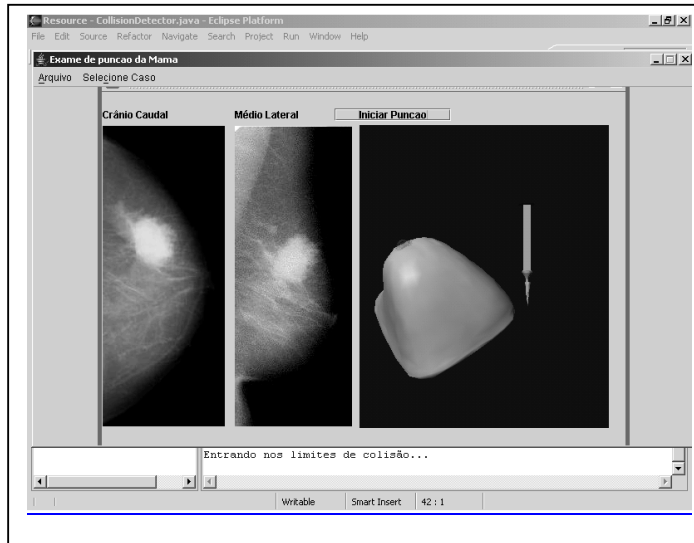 Resource - CollisionDetector.java - Eclipse Platform
File Edit Source Refactor Navigate Search Project Run Window Help
Exame de puncao da Mama
Arquivo Selecione Caso
Crânio Caudal Médio Lateral Iniciar Puncao
Entrando nos limites de colisão...
Writable Smart Insert 42 : 1